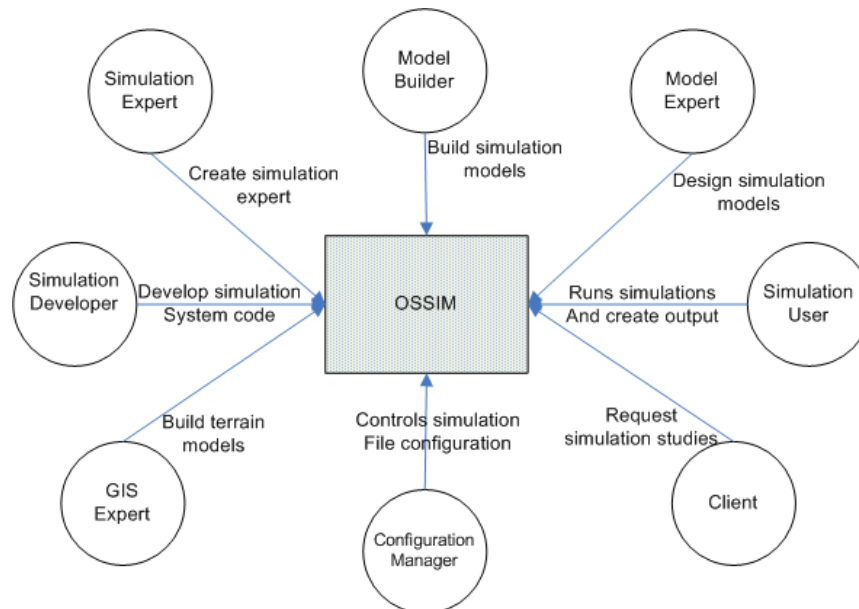 Simulation
Expert
Model
Builder
Model
Expert
Create simulation
expert
Build simulation
models
Design simulation
models
Simulation
Developer
Develop simulation
System code
OSSIM
Runs simulations
And create output
Simulation
User
Build terrain
models
Controls simulation
File configuration
Request
simulation studies
GIS
Expert
Configuration
Manager
Client